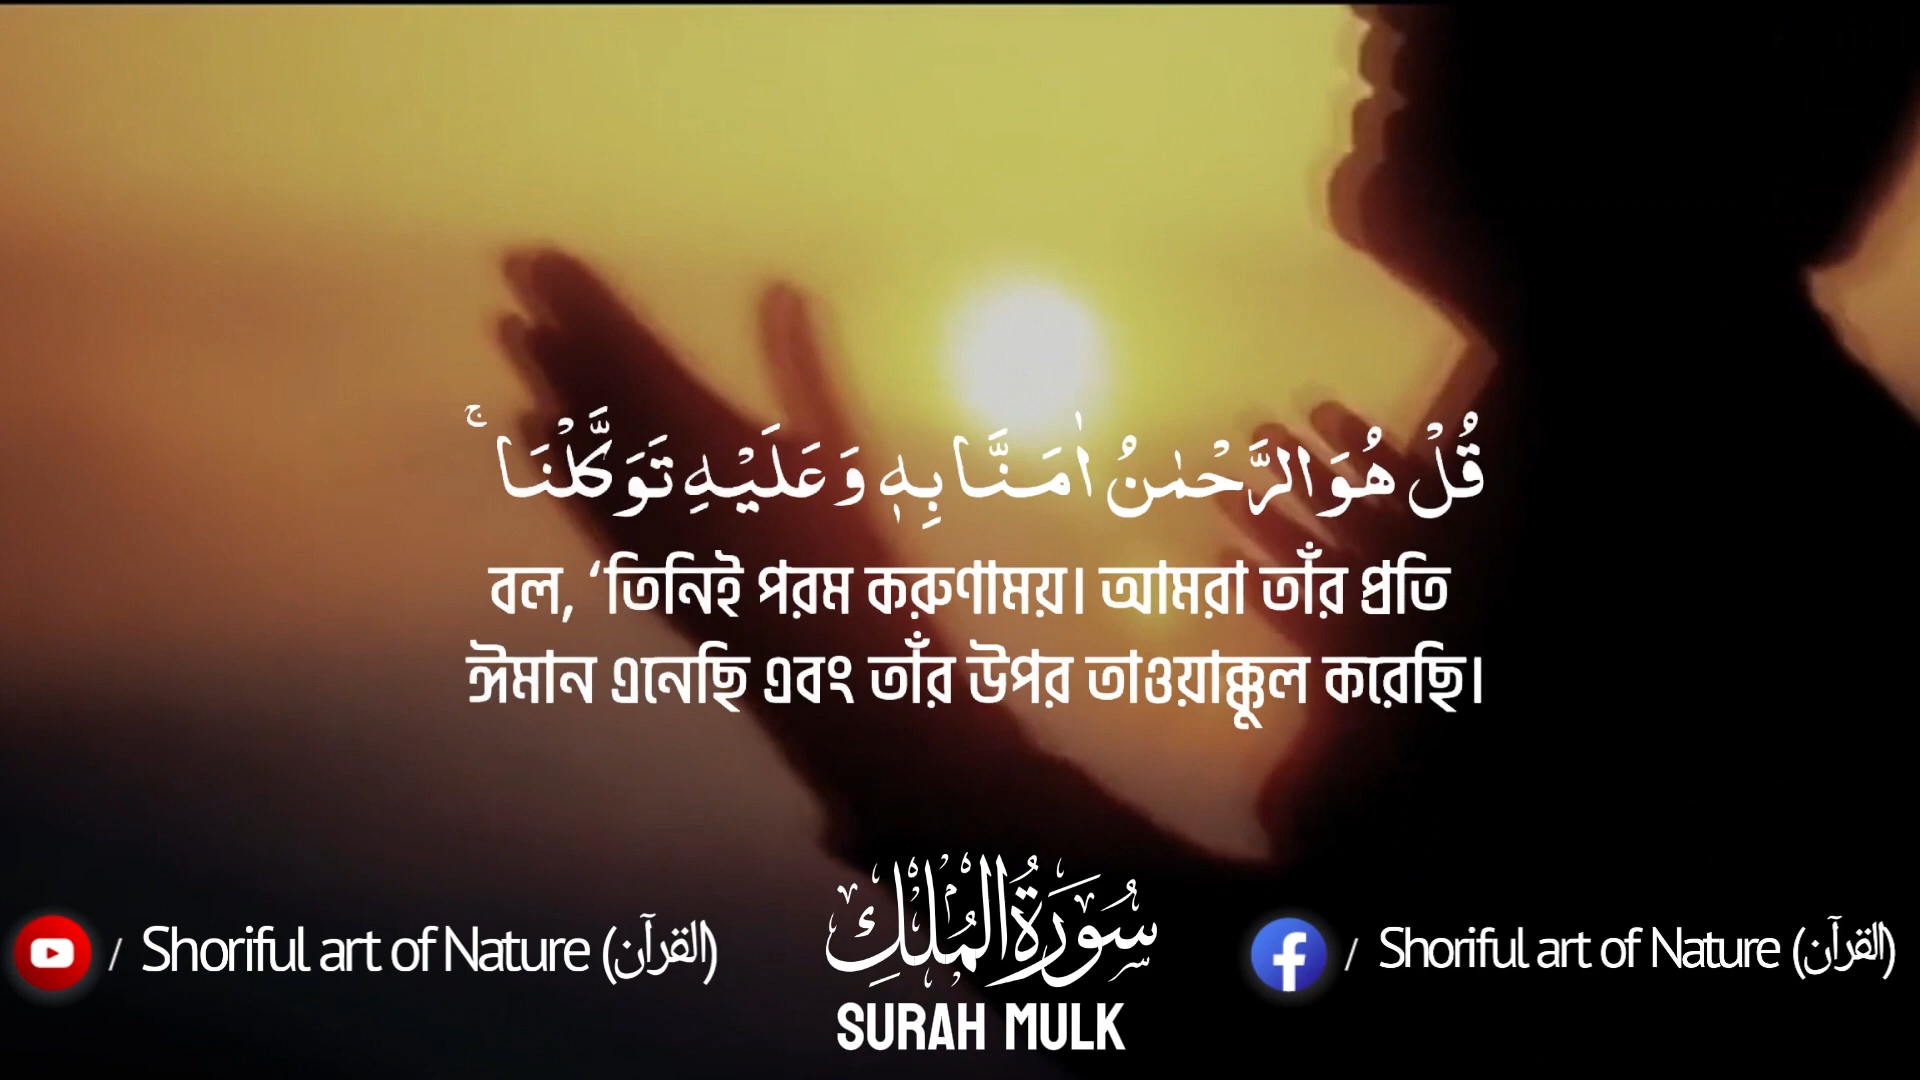 قُلْ هُوَ الرَّحْمٰنُ اٰمَنَّا بِهٖ وَعَلَيْهِ تَوَكَّلْنَا ۚ
বল, ‘তিনিই পরম করুণাময়। আমরা তাঁর প্রতি
ঈমান এনেছি এবং তাঁর উপর তাওয়াক্কুল করেছি।
/ Shoriful art of Nature (القرآن)
سُورَةُ الْمُلْكِ
SURAH MULK
/ Shoriful art of Nature (القرآن)